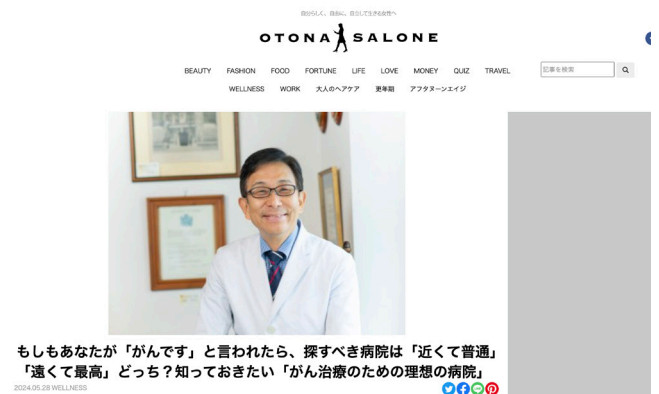 自分らしく、自由に、自立して生きる女性へ
OTONA SALONE
BEAUTY FASHION FOOD FORTUNE LIFE LOVE MONEY QUIZ TRAVEL
記事を検索
WELLNESS WORK 大人のヘアケア 更年期 アフタヌーンエイジ
もしもあなたが「がんです」と言われたら、探すべき病院は「近くて普通」
「遠くて最高」どっち？知っておきたい「がん治療のための理想の病院」
2024.05.28 WELLNESS